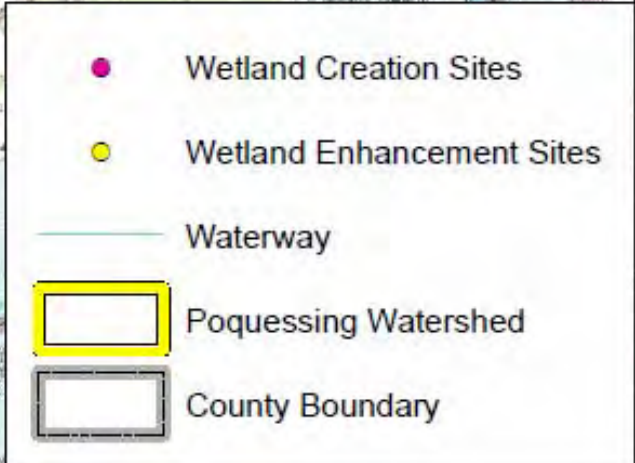 Wetland Creation Sites
Wetland Enhancement Sites
Waterway
Poquessing Watershed
County Boundary